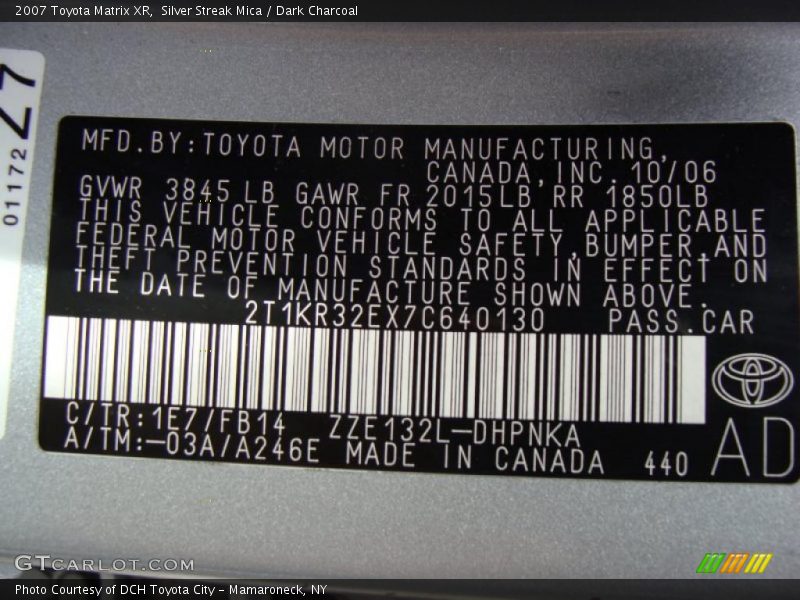 2007 Toyota Matrix XR, Silver Streak Mica / Dark Charcoal
01172
Z7
MFD.BY:TOYOTA MOTOR MANUFACTURING,
CANADA,INC. 10/06
GVWR 3845 LB GAWR FR 2015LB RR 1850LB
THIS VEHICLE CONFORMS TO ALL APPLICABLE
FEDERAL MOTOR VEHICLE SAFETY,BUMPER,AND
THEFT PREVENTION STANDARDS IN EFFECT ON
THE DATE OF MANUFACTURE SHOWN ABOVE.
2T1KR32EX7C640130 PASS.CAR
C/TR:1E7/FB14 ZZE132L-DHPNKA
A/TM:-03A/A246E MADE IN CANADA 440
AD
GTCARLOT.COM
Photo Courtesy of DCH Toyota City - Mamaroneck, NY